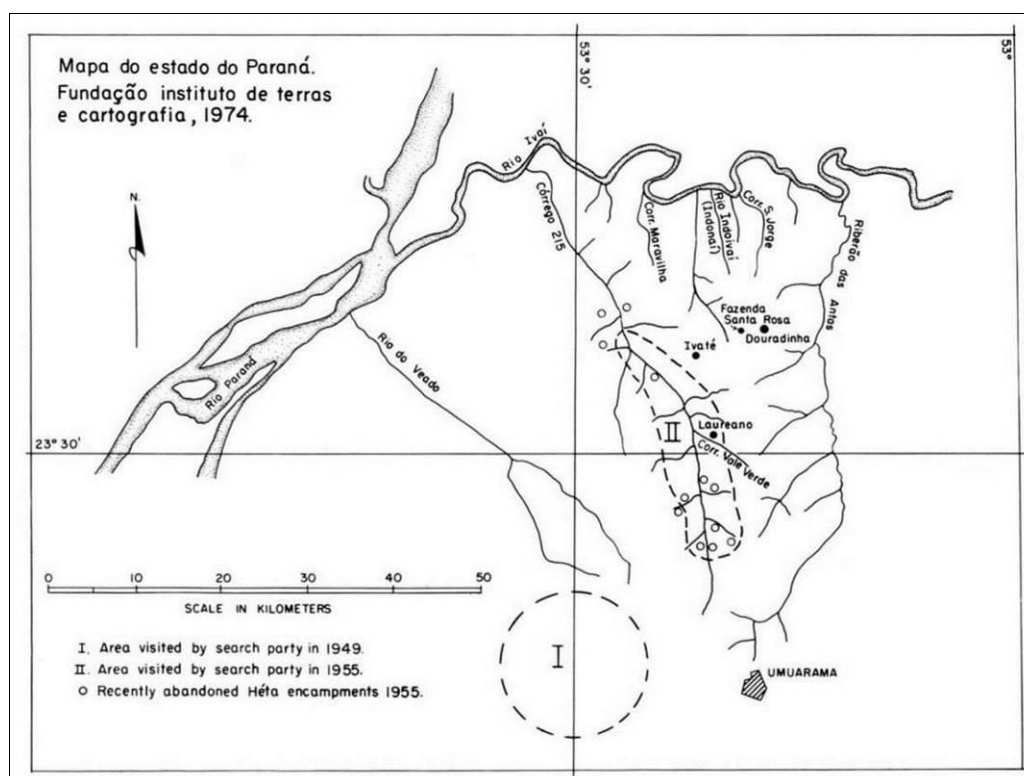 Mapa do estado do Paraná.
Fundação instituto de terras
e cartografia, 1974.
53°
30'
53°
N.
Rio Ivaí
Córrego 215
Corr. Maravilha
Rio Indoivaí
(Indonaí)
Corr. S. Jorge
Riberão das Antas
Fazenda
Santa Rosa
Douradinha
Ivaté
Rio do Veado
Rio Paraná
Laureano
II
Corr. Vale Verde
23° 30'
0 10 20 30 40 50
SCALE IN KILOMETERS
I. Area visited by search party in 1949.
II. Area visited by search party in 1955.
Recently abandoned Héta encampments 1955.
I
UMUARAMA